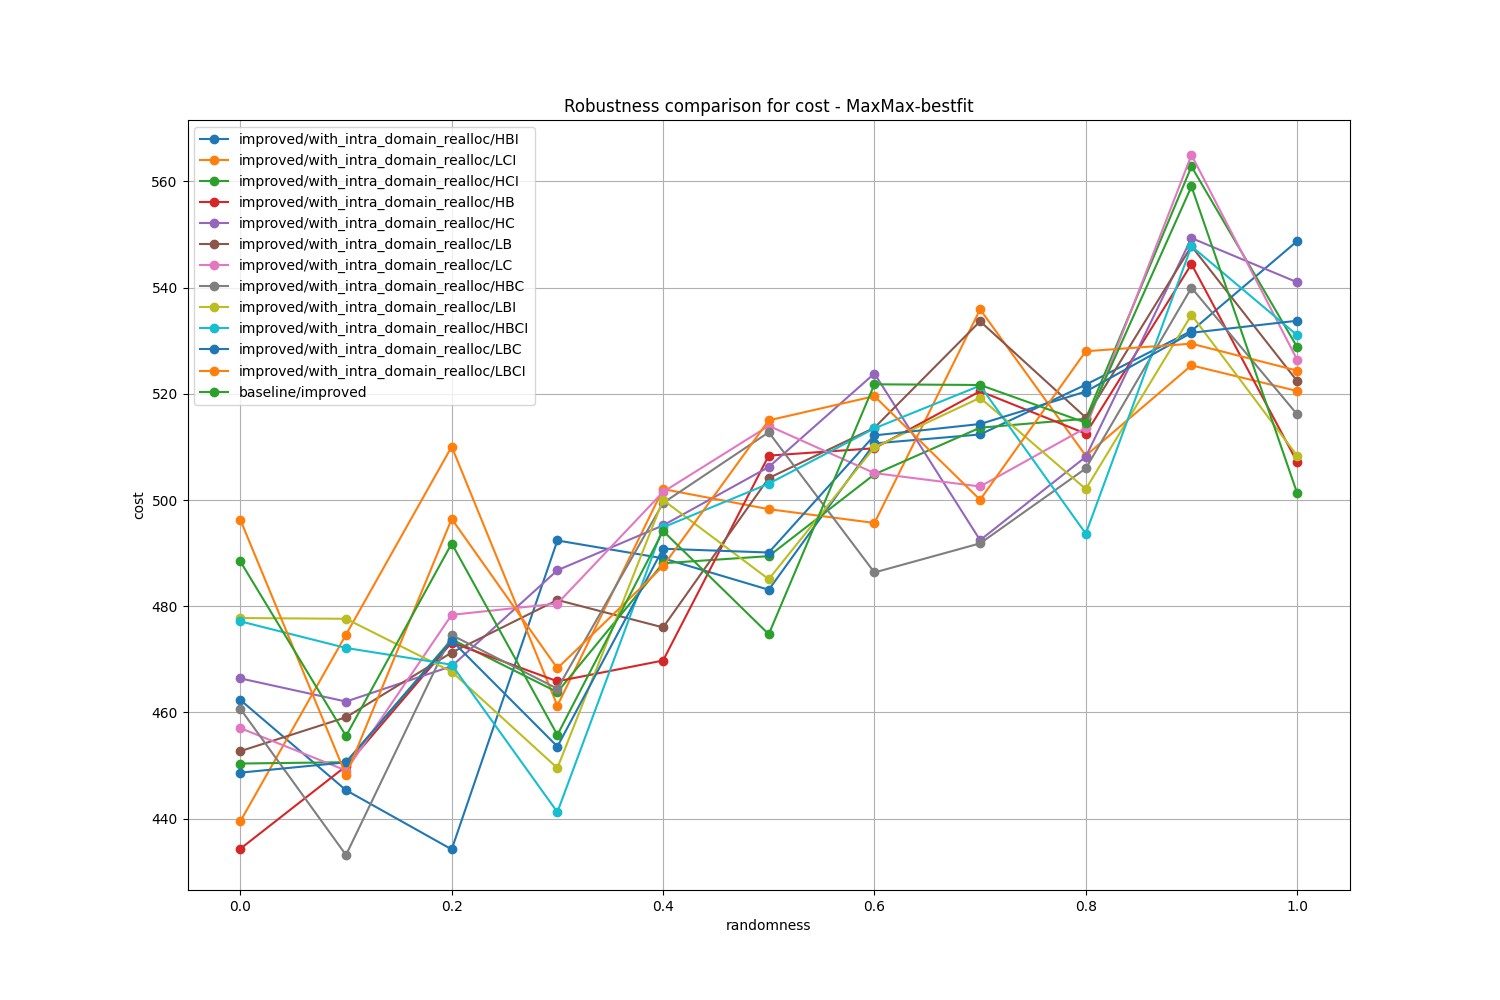 Robustness comparison for cost - MaxMax-bestfit
improved/with_intra_domain_realloc/HBI
improved/with_intra_domain_realloc/LCI
improved/with_intra_domain_realloc/HCI
improved/with_intra_domain_realloc/HB
improved/with_intra_domain_realloc/HC
improved/with_intra_domain_realloc/LB
improved/with_intra_domain_realloc/LC
improved/with_intra_domain_realloc/HBC
improved/with_intra_domain_realloc/LBI
improved/with_intra_domain_realloc/HBCI
improved/with_intra_domain_realloc/LBC
improved/with_intra_domain_realloc/LBCI
baseline/improved
560
540
520
500
480
460
440
cost
0.0 0.2 0.4 0.6 0.8 1.0
randomness